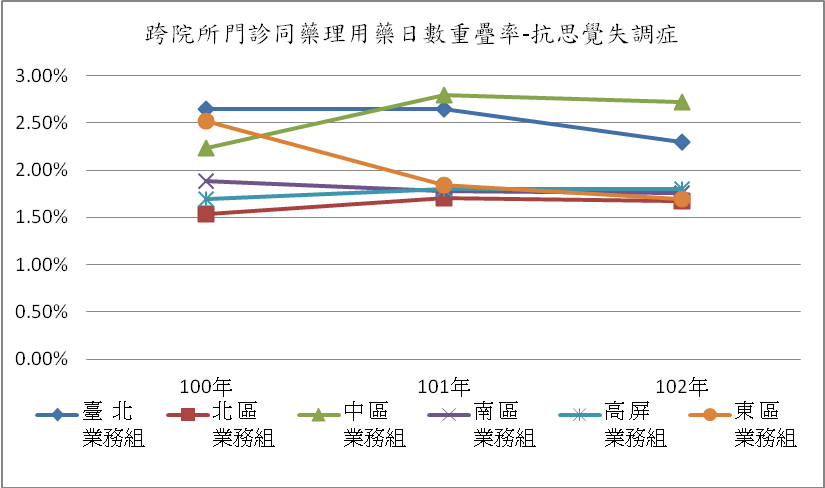 跨院所門診同藥理用藥日數重疊率-抗思覺失調症
3.00%
2.50%
2.00%
1.50%
1.00%
0.50%
0.00%
100年 101年 102年
臺北 北區 中區 南區 高屏 東區
業務組 業務組 業務組 業務組 業務組 業務組